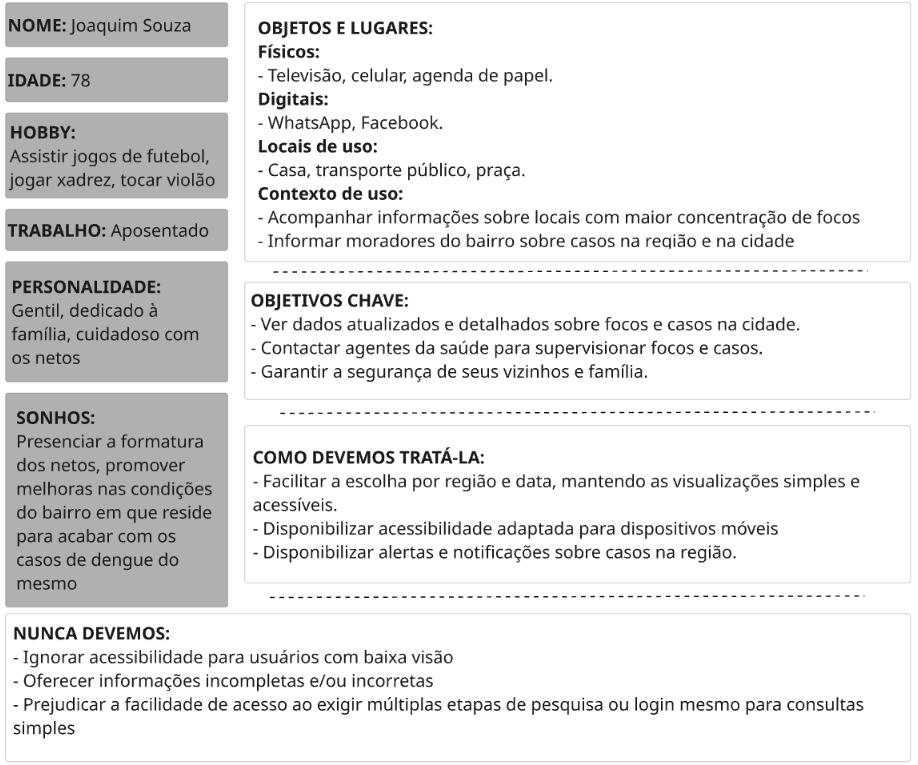 NOME: Joaquim Souza
IDADE: 78
HOBBY:
Assistir jogos de futebol,
jogar xadrez, tocar violão
TRABALHO: Aposentado
PERSONALIDADE:
Gentil, dedicado à
família, cuidadoso com
os netos
SONHOS:
Presenciar a formatura
dos netos, promover
melhoras nas condições
do bairro em que reside
para acabar com os
casos de dengue do
mesmo
OBJETOS E LUGARES:
Físicos:
- Televisão, celular, agenda de papel.
Digitais:
- WhatsApp, Facebook.
Locais de uso:
- Casa, transporte público, praça.
Contexto de uso:
- Acompanhar informações sobre locais com maior concentração de focos
- Informar moradores do bairro sobre casos na região e na cidade
OBJETIVOS CHAVE:
- Ver dados atualizados e detalhados sobre focos e casos na cidade.
- Contactar agentes da saúde para supervisionar focos e casos.
- Garantir a segurança de seus vizinhos e família.
COMO DEVEMOS TRATÁ-LA:
- Facilitar a escolha por região e data, mantendo as visualizações simples e
acessíveis.
- Disponibilizar acessibilidade adaptada para dispositivos móveis
- Disponibilizar alertas e notificações sobre casos na região.
NUNCA DEVEMOS:
- Ignorar acessibilidade para usuários com baixa visão
- Oferecer informações incompletas e/ou incorretas
- Prejudicar a facilidade de acesso ao exigir múltiplas etapas de pesquisa ou login mesmo para consultas
simples